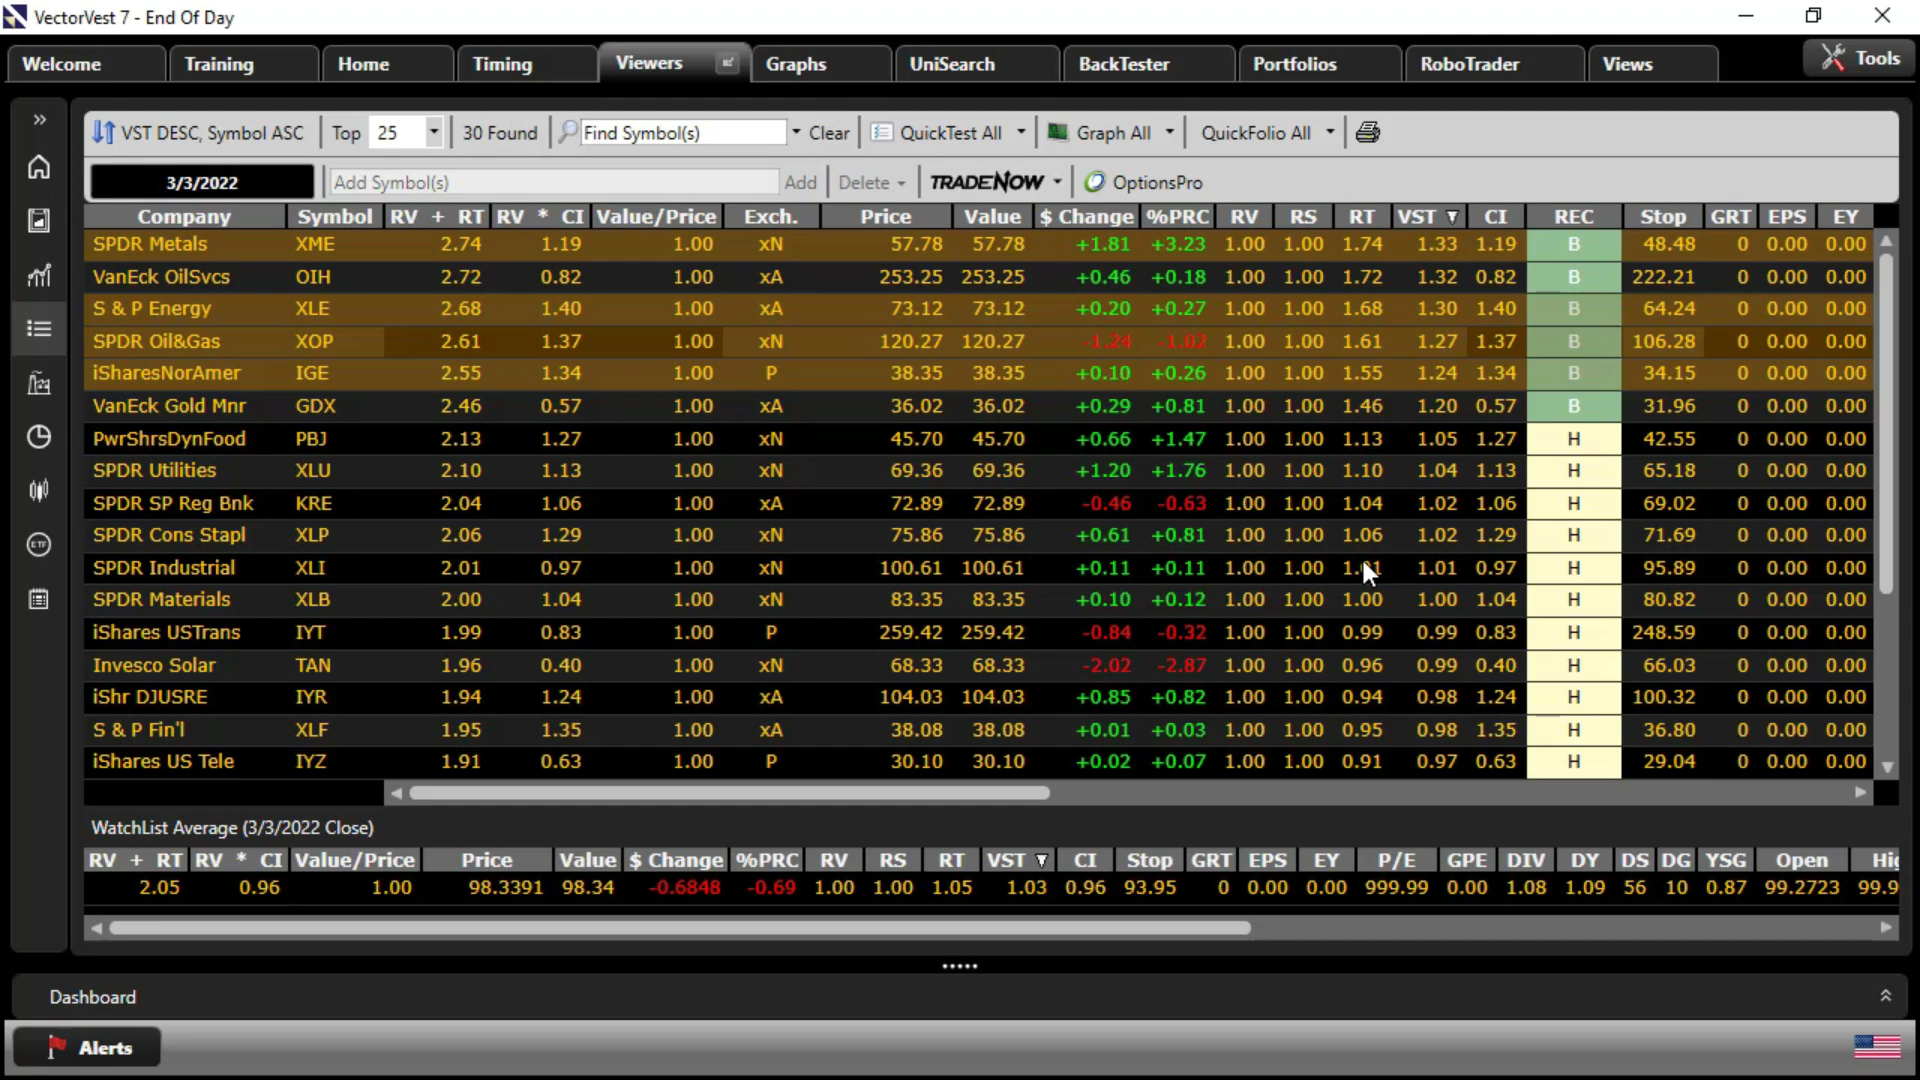 VectorVest 7 - End Of Day
Welcome Training Home Timing Viewers Graphs UniSearch BackTester Portfolios RoboTrader Views Tools
VST DESC, Symbol ASC Top 25 30 Found Find Symbol(s) Clear QuickTest All Graph All QuickFolio All
3/3/2022 Add Symbol(s) Add Delete TRADENOW OptionsPro
Company Symbol RV + RT RV * CI Value/Price Exch. Price Value $ Change %PRC RV RS RT VST CI REC Stop GRT EPS EY
SPDR Metals XME 2.74 1.19 1.00 xN 57.78 57.78 +1.81 +3.23 1.00 1.00 1.74 1.33 1.19 B 48.48 0 0.00 0.00
VanEck OilSvcs OIH 2.72 0.82 1.00 xA 253.25 253.25 +0.46 +0.18 1.00 1.00 1.72 1.32 0.82 B 222.21 0 0.00 0.00
S & P Energy XLE 2.68 1.40 1.00 xA 73.12 73.12 +0.20 +0.27 1.00 1.00 1.68 1.30 1.40 B 64.24 0 0.00 0.00
SPDR Oil&Gas XOP 2.61 1.37 1.00 xN 120.27 120.27 -1.24 -1.02 1.00 1.00 1.61 1.27 1.37 B 106.28 0 0.00 0.00
iSharesNorAmer IGE 2.55 1.34 1.00 P 38.35 38.35 +0.10 +0.26 1.00 1.00 1.55 1.24 1.34 B 34.15 0 0.00 0.00
VanEck Gold Mnr GDX 2.46 0.57 1.00 xA 36.02 36.02 +0.29 +0.81 1.00 1.00 1.46 1.20 0.57 B 31.96 0 0.00 0.00
PwrShrsDynFood PBJ 2.13 1.27 1.00 xN 45.70 45.70 +0.66 +1.47 1.00 1.00 1.13 1.05 1.27 H 42.55 0 0.00 0.00
SPDR Utilities XLU 2.10 1.13 1.00 xN 69.36 69.36 +1.20 +1.76 1.00 1.00 1.10 1.04 1.13 H 65.18 0 0.00 0.00
SPDR SP Reg Bnk KRE 2.04 1.06 1.00 xA 72.89 72.89 -0.46 -0.63 1.00 1.00 1.04 1.02 1.06 H 69.02 0 0.00 0.00
SPDR Cons Stapl XLP 2.06 1.29 1.00 xN 75.86 75.86 +0.61 +0.81 1.00 1.00 1.06 1.02 1.29 H 71.69 0 0.00 0.00
SPDR Industrial XLI 2.01 0.97 1.00 xN 100.61 100.61 +0.11 +0.11 1.00 1.00 1.01 1.01 0.97 H 95.89 0 0.00 0.00
SPDR Materials XLB 2.00 1.04 1.00 xN 83.35 83.35 +0.10 +0.12 1.00 1.00 1.00 1.00 1.04 H 80.82 0 0.00 0.00
iShares USTrans IYT 1.99 0.83 1.00 P 259.42 259.42 -0.84 -0.32 1.00 1.00 0.99 0.99 0.83 H 248.59 0 0.00 0.00
Invesco Solar TAN 1.96 0.40 1.00 xN 68.33 68.33 -2.02 -2.87 1.00 1.00 0.96 0.99 0.40 H 66.03 0 0.00 0.00
iShr DJUSRE IYR 1.94 1.24 1.00 xA 104.03 104.03 +0.85 +0.82 1.00 1.00 0.94 0.98 1.24 H 100.32 0 0.00 0.00
S & P Fin'l XLF 1.95 1.35 1.00 xA 38.08 38.08 +0.01 +0.03 1.00 1.00 0.95 0.98 1.35 H 36.80 0 0.00 0.00
iShares US Tele IYZ 1.91 0.63 1.00 P 30.10 30.10 +0.02 +0.07 1.00 1.00 0.91 0.97 0.63 H 29.04 0 0.00 0.00
WatchList Average (3/3/2022 Close)
RV + RT RV * CI Value/Price Price Value $ Change %PRC RV RS RT VST CI Stop GRT EPS EY P/E GPE DIV DY DS DG YSG Open Hi
2.05 0.96 1.00 98.3391 98.34 -0.6848 -0.69 1.00 1.00 1.05 1.03 0.96 93.95 0 0.00 0.00 999.99 0.00 1.08 1.09 56 10 0.87 99.2723 99.9
Dashboard
Alerts
ETF